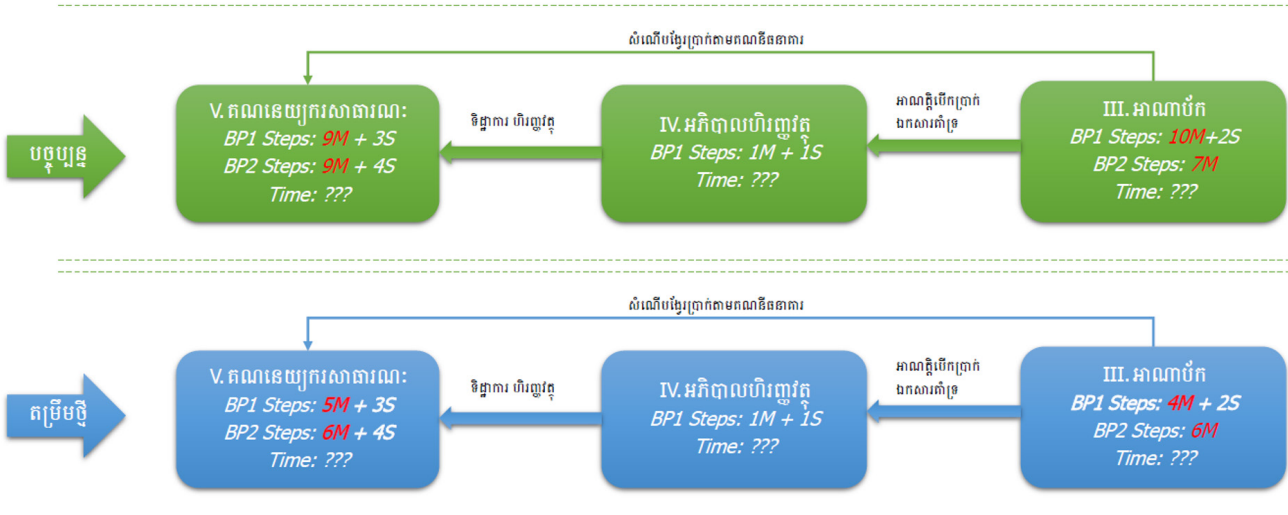 សំណើបង្វែរប្រាក់តាមគណនីធនាគារ
បច្ចុប្បន្ន
V. គណនេយ្យករសាធារណៈ
BP1 Steps: 9M + 3S
BP2 Steps: 9M + 4S
Time: ???
ទិដ្ឋាការ ហិរញ្ញវត្ថុ
IV. អភិបាលហិរញ្ញវត្ថុ
BP1 Steps: 1M + 1S
Time: ???
អាណត្តិបើកប្រាក់
ឯកសារគាំទ្រ
III. អាណាប័ក
BP1 Steps: 10M+2S
BP2 Steps: 7M
Time: ???
សំណើបង្វែរប្រាក់តាមគណនីធនាគារ
តម្រឹមថ្មី
V. គណនេយ្យករសាធារណៈ
BP1 Steps: 5M + 3S
BP2 Steps: 6M + 4S
Time: ???
ទិដ្ឋាការ ហិរញ្ញវត្ថុ
IV. អភិបាលហិរញ្ញវត្ថុ
BP1 Steps: 1M + 1S
Time: ???
អាណត្តិបើកប្រាក់
ឯកសារគាំទ្រ
III. អាណាប័ក
BP1 Steps: 4M + 2S
BP2 Steps: 6M
Time: ???